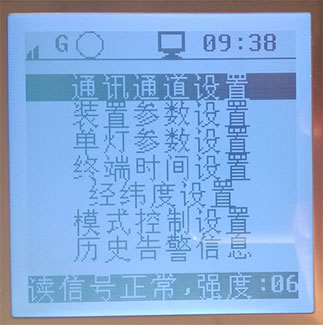 G 09:38
通讯通道设置
装置参数设置
单灯参数设置
终端时间设置
经纬度设置
模式控制设置
历史告警信息
读信号正常,强度:06